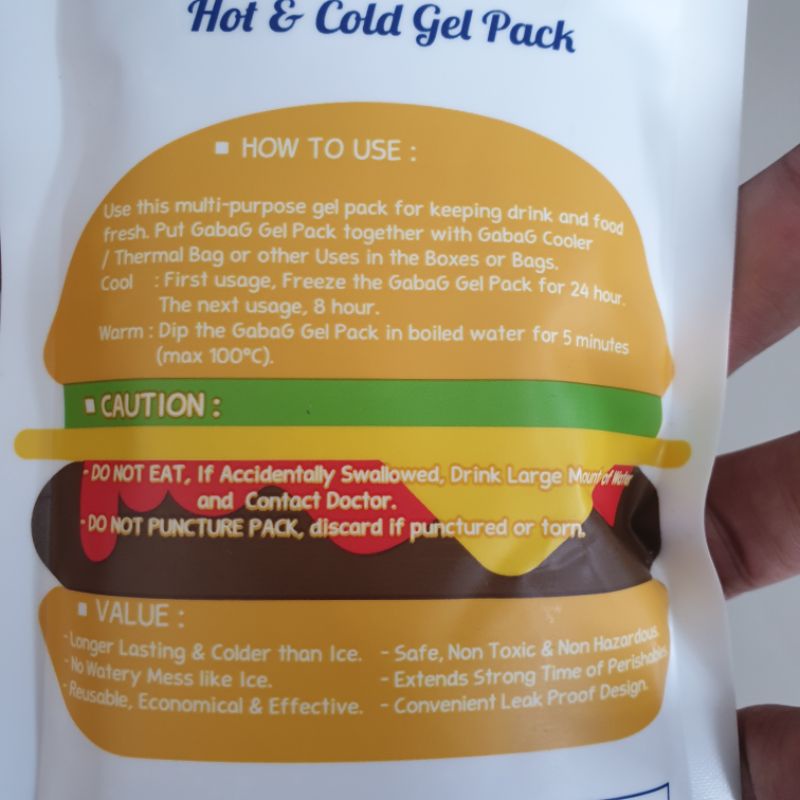 Hot & Cold Gel Pack
■ HOW TO USE :
Use this multi-purpose gel pack for keeping drink and food
fresh. Put GabaG Gel Pack together with GabaG Cooler
/ Thermal Bag or other Uses in the Boxes or Bags.
Cool : First usage, Freeze the GabaG Gel Pack for 24 hour.
The next usage, 8 hour.
Warm : Dip the GabaG Gel Pack in boiled water for 5 minutes
(max 100°C).
■ CAUTION :
- DO NOT EAT, If Accidentally Swallowed, Drink Large Mount of Water
and Contact Doctor.
- DO NOT PUNCTURE PACK, discard if punctured or torn.
■ VALUE :
- Longer Lasting & Colder than Ice.
- No Watery Mess like Ice.
- Reusable, Economical & Effective.
- Safe, Non Toxic & Non Hazardous.
- Extends Strong Time of Perishables.
- Convenient Leak Proof Design.